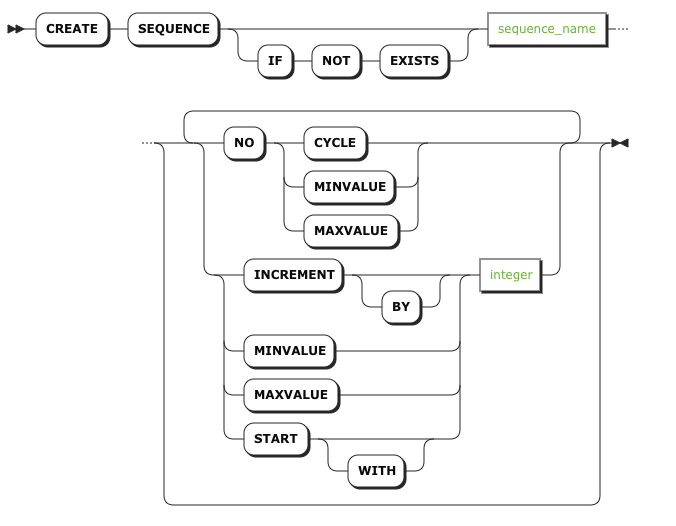 CREATE SEQUENCE sequence_name
IF NOT EXISTS
NO CYCLE
MINVALUE
MAXVALUE
INCREMENT integer
BY
MINVALUE
MAXVALUE
START
WITH